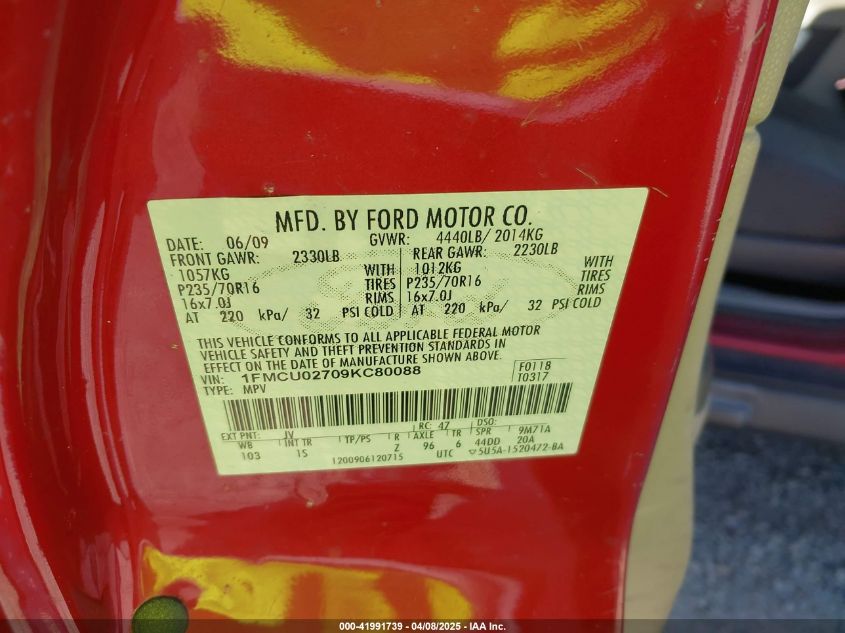 MFD. BY FORD MOTOR CO.
DATE: 06/09 GVWR: 4440LB/ 2014KG
FRONT GAWR: 2330LB REAR GAWR: 2230LB
1057KG WITH 1012KG WITH
P235/70R16 TIRES P235/70R16 TIRES
16x7.0J RIMS 16x7.0J RIMS
AT 220 kPa/ 32 PSI COLD AT 220 kPa/ 32 PSI COLD
THIS VEHICLE CONFORMS TO ALL APPLICABLE FEDERAL MOTOR
VEHICLE SAFETY AND THEFT PREVENTION STANDARDS IN
EFFECT ON THE DATE OF MANUFACTURE SHOWN ABOVE.
VIN: 1FMCU02709KC80088 F0118
TYPE: MPV T0317
EXT PNT: JV RC: 47 DSO:
WB INT TR TP/PS R AXLE TR SPR 9M71A
103 1S Z 96 6 44DD 20A
1200906120715 UTC 5U5A-1520472-BA
000-41991739 04/08/2025 - IAA Inc.